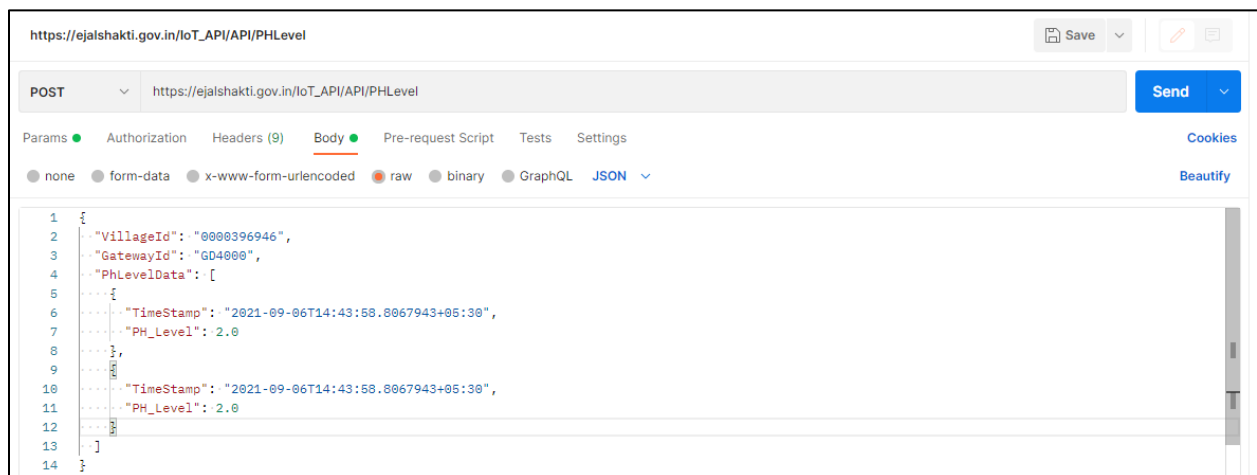 https://ejalshakti.gov.in/IoT_API/API/PHLevel Save
POST https://ejalshakti.gov.in/IoT_API/API/PHLevel Send
Params Authorization Headers (9) Body Pre-request Script Tests Settings Cookies
none form-data x-www-form-urlencoded raw binary GraphQL JSON Beautify
1 {
2 "VillageId": "0000396946",
3 "GatewayId": "GD4000",
4 "PhLevelData": [
5 {
6 "TimeStamp": "2021-09-06T14:43:58.8067943+05:30",
7 "PH_Level": 2.0
8 },
9 {
10 "TimeStamp": "2021-09-06T14:43:58.8067943+05:30",
11 "PH_Level": 2.0
12 }
13 ]
14 }